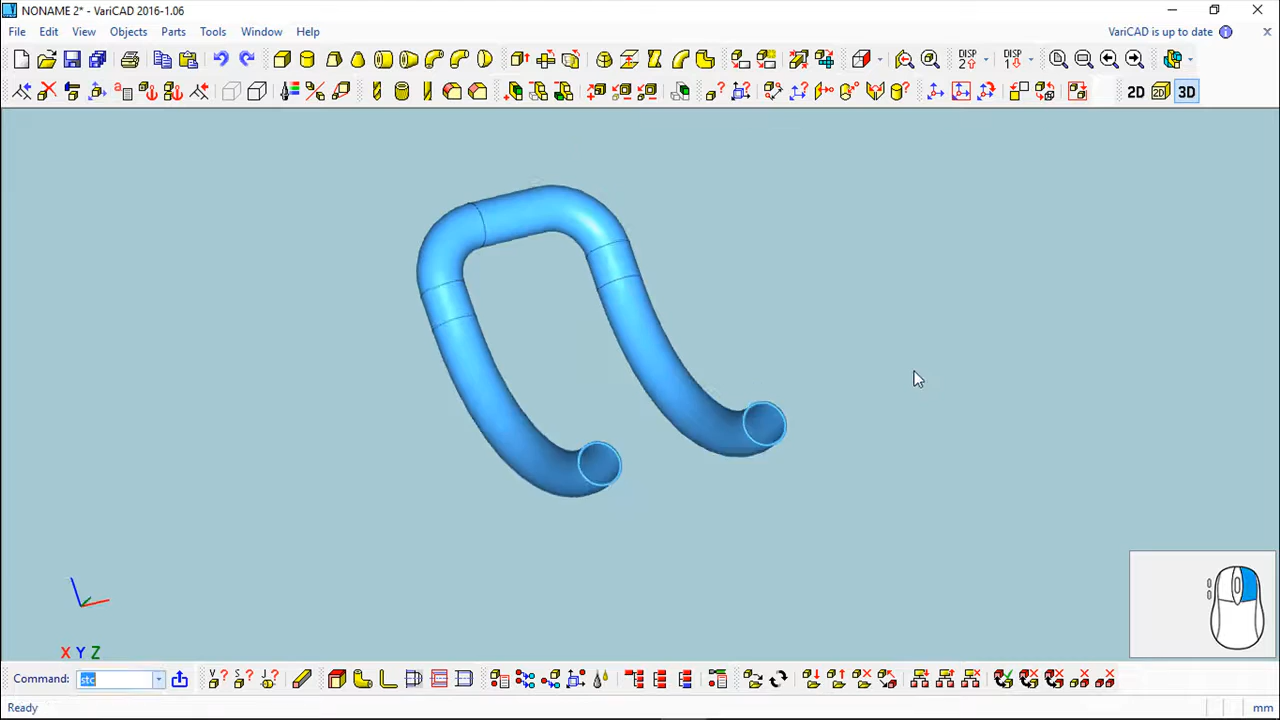 NONAME 2* - VariCAD 2016-1.06
File Edit View Objects Parts Tools Window Help
VariCAD is up to date
DISP 2 DISP 1
2D 2D 3D
X Y Z
Command: stc
Ready
mm